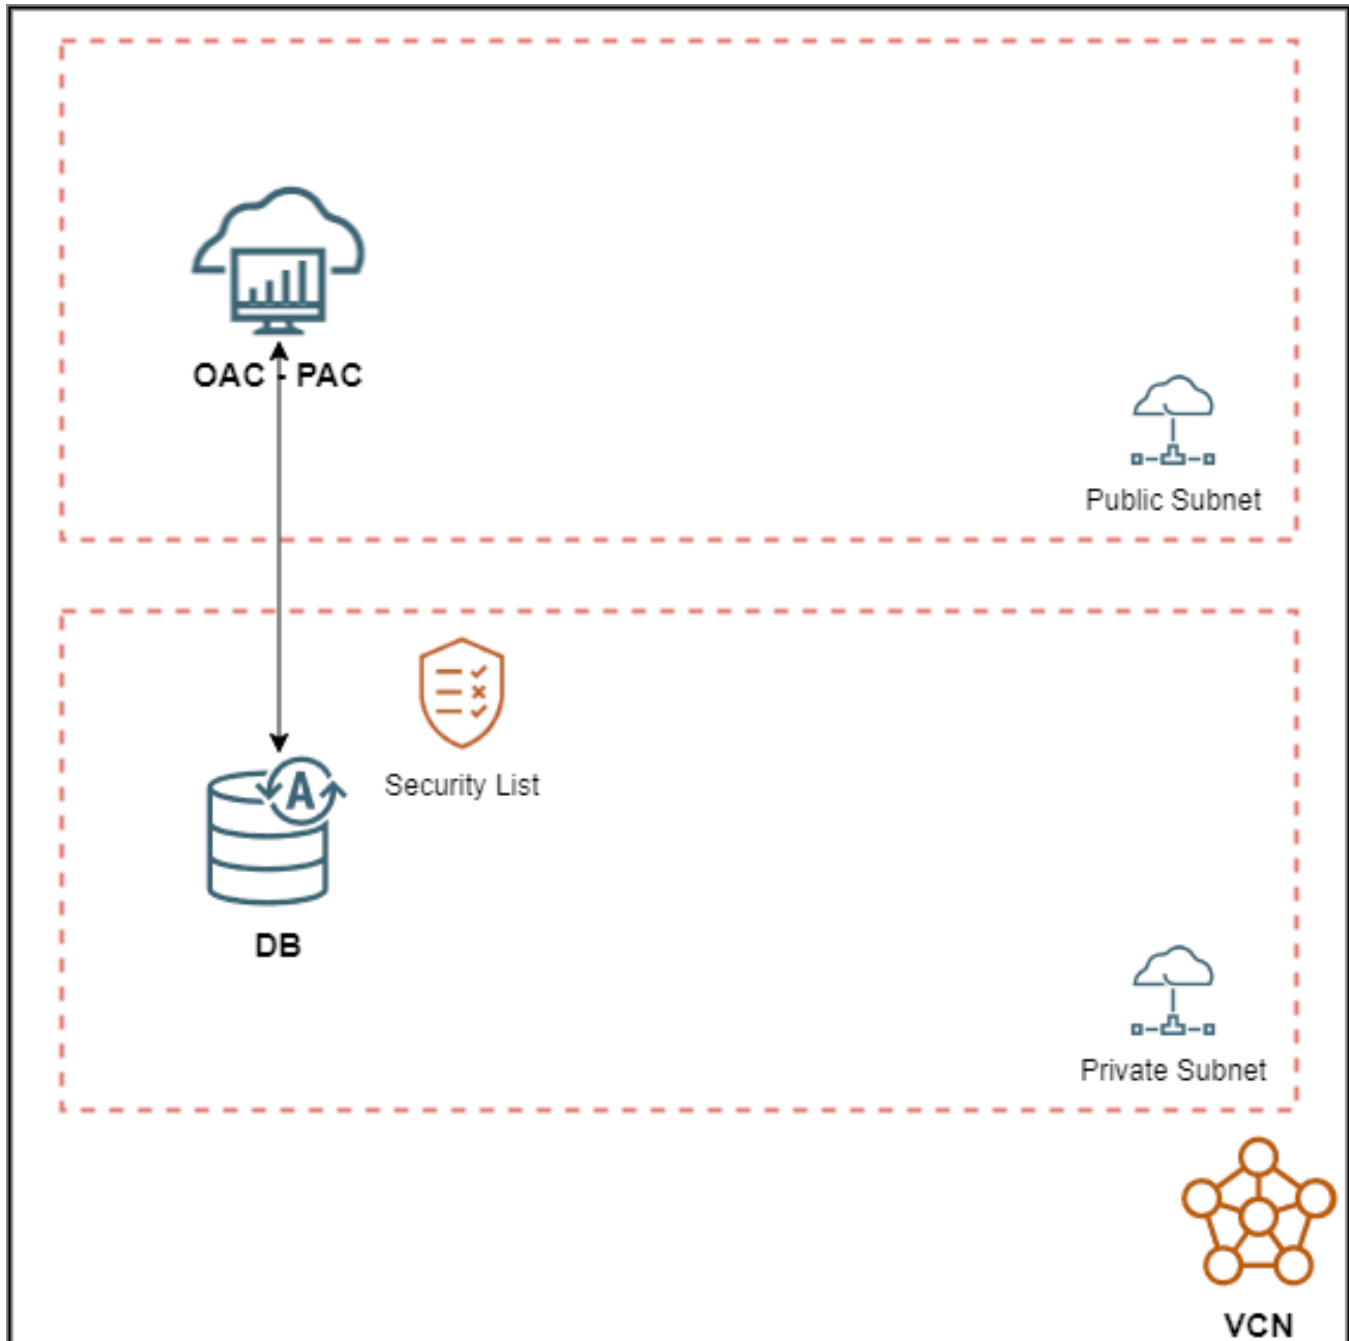 OAC - PAC
Public Subnet
Security List
A
DB
Private Subnet
VCN